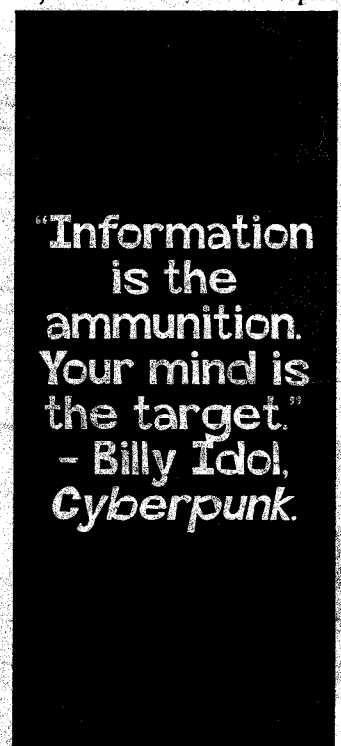 "Information
is the
ammunition.
Your mind is
the target."
- Billy Idol,
Cyberpunk.